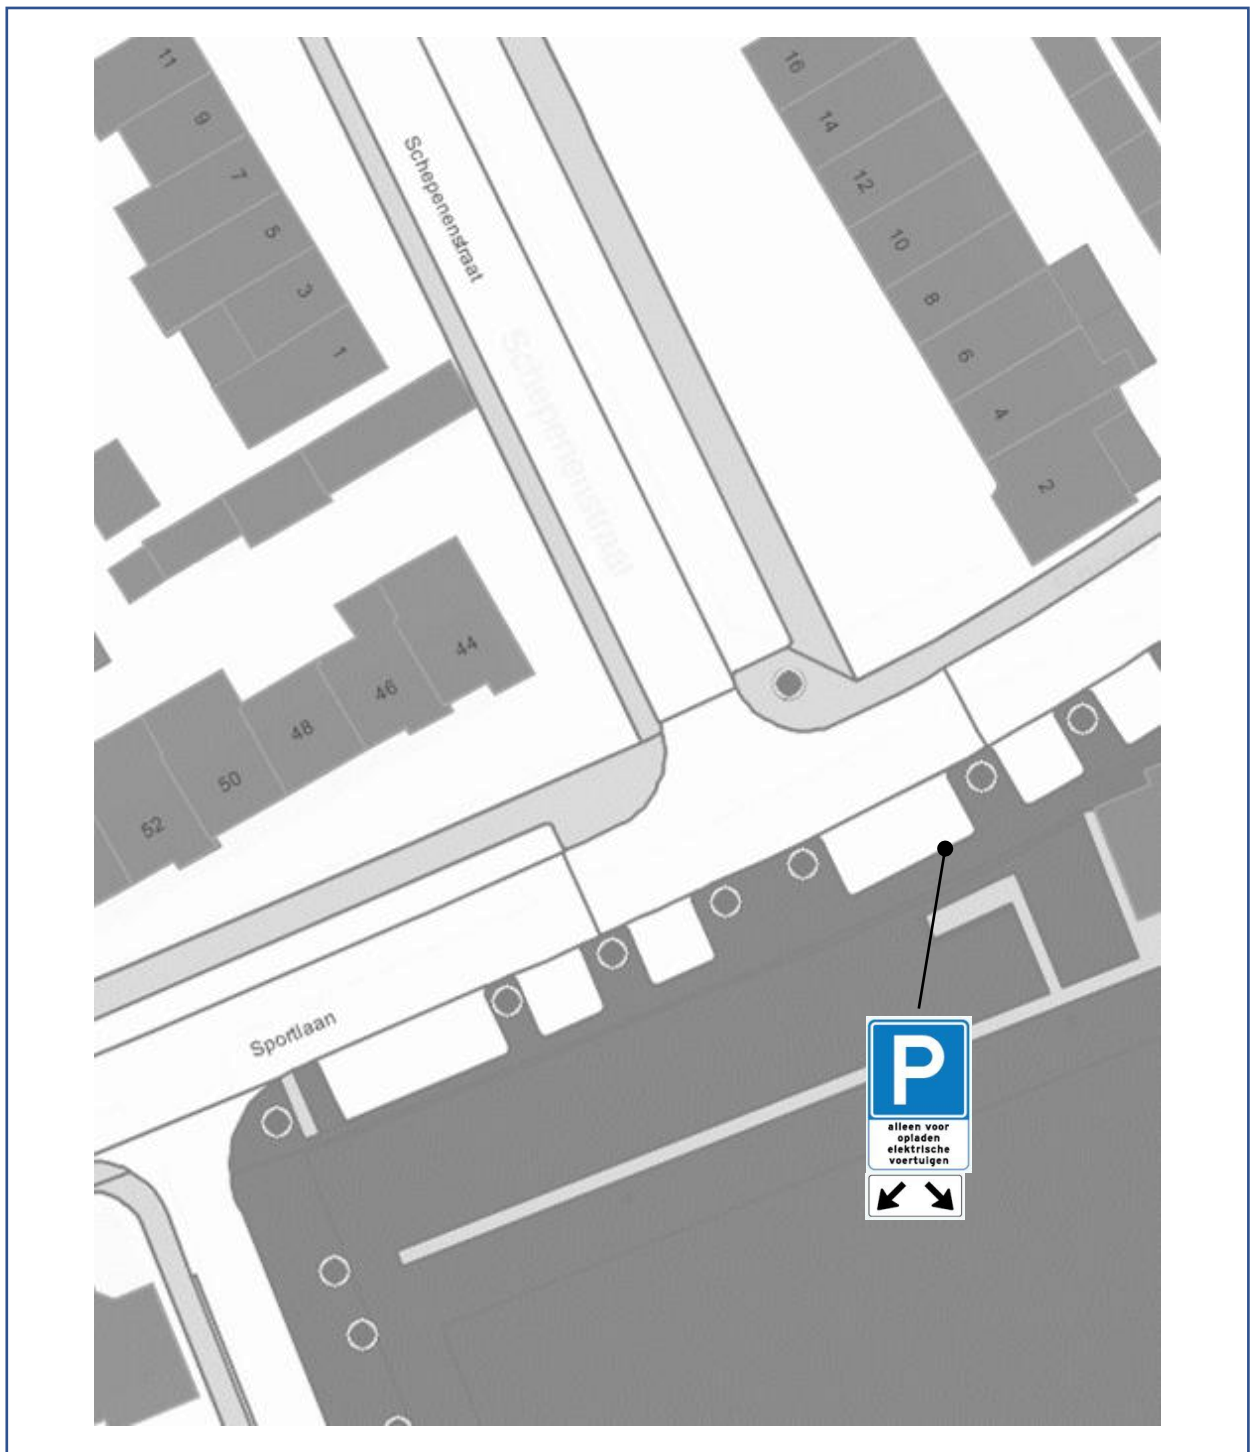 11
9
7
5
3
1
Schepenenstraat
Schepenenstraat
16
14
12
10
8
6
4
2
44
46
48
50
52
Sportlaan
P
alleen voor
opladen
elektrische
voertuigen